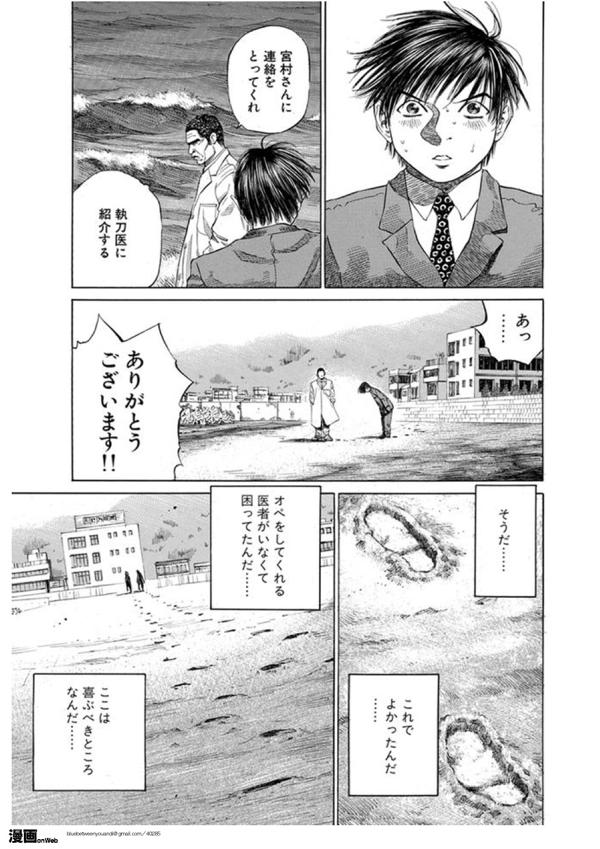 宮村さんに
連絡を
とってくれ
執刀医に
紹介する
あっ
……
ありがとう
ございます!!
そうだ……
これで
よかったんだ
……
オペをしてくれる
医者がいなくて
困ってたんだ……
ここは
喜ぶべきところ
なんだ……
漫画onWeb
bluebetweenyouandi@gmail.com / 40285